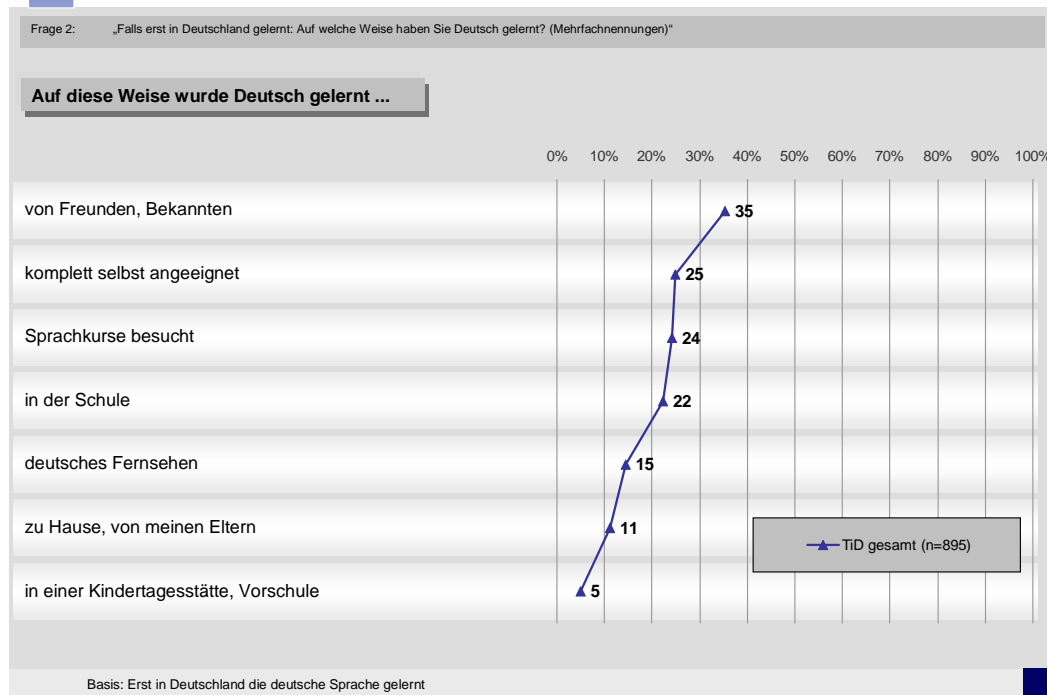 Frage 2: „Falls erst in Deutschland gelernt: Auf welche Weise haben Sie Deutsch gelernt? (Mehrfachnennungen)“
Auf diese Weise wurde Deutsch gelernt ...
0% 10% 20% 30% 40% 50% 60% 70% 80% 90% 100%
von Freunden, Bekannten 35
komplett selbst angeeignet 25
Sprachkurse besucht 24
in der Schule 22
deutsches Fernsehen 15
zu Hause, von meinen Eltern 11
TiD gesamt (n=895)
in einer Kindertagesstätte, Vorschule 5
Basis: Erst in Deutschland die deutsche Sprache gelernt